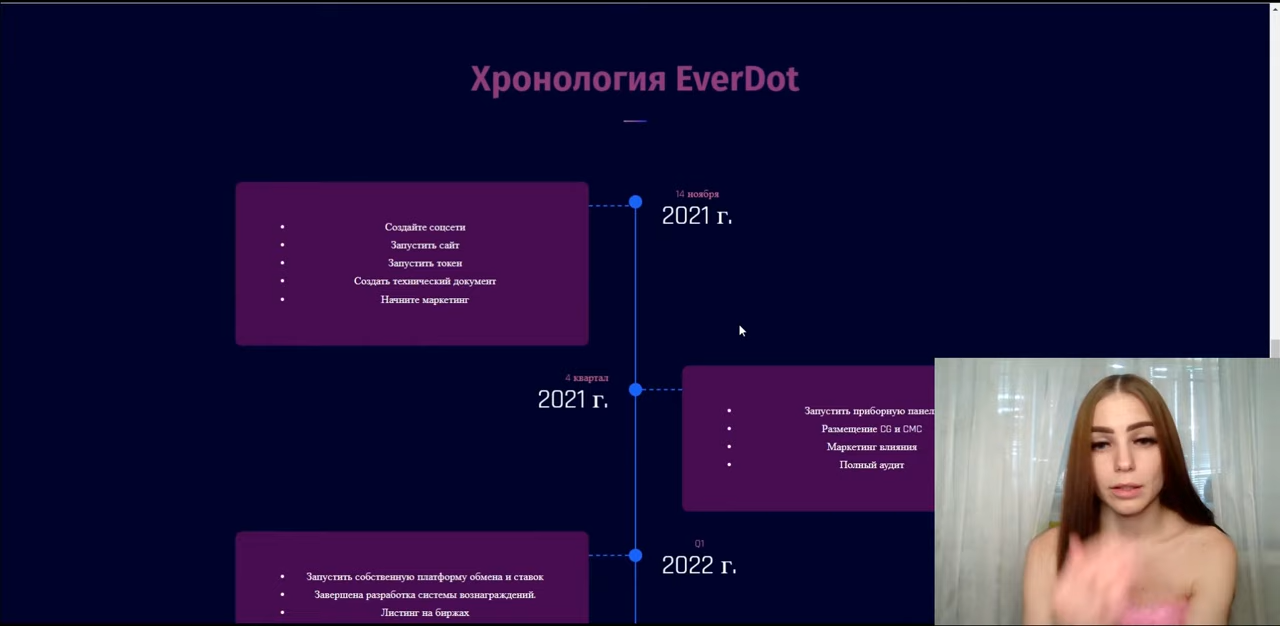 Хронология EverDot
14 ноября
2021 г.
Создайте соцсети
Запустить сайт
Запустить токен
Создать технический документ
Начните маркетинг
4 квартал
2021 г.
Запустить приборную панел
Размещение CG и CMC
Маркетинг влияния
Полный аудит
Q1
2022 г.
Запустить собственную платформу обмена и ставок
Завершена разработка системы вознаграждений.
Листинг на биржах